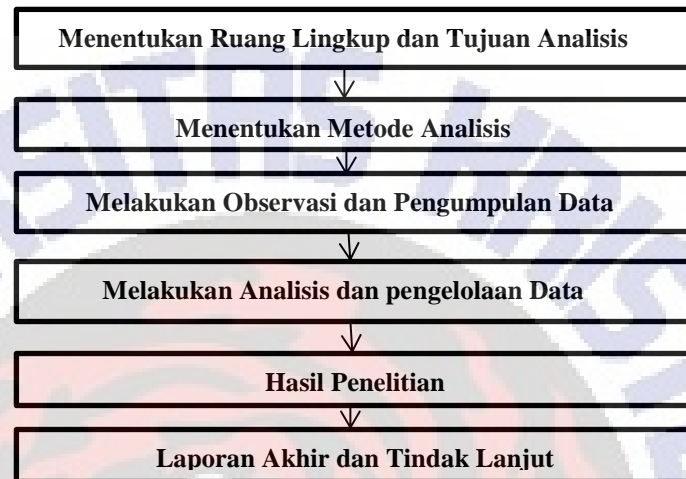 Menentukan Ruang Lingkup dan Tujuan Analisis
Menentukan Metode Analisis
Melakukan Observasi dan Pengumpulan Data
Melakukan Analisis dan pengelolaan Data
Hasil Penelitian
Laporan Akhir dan Tindak Lanjut